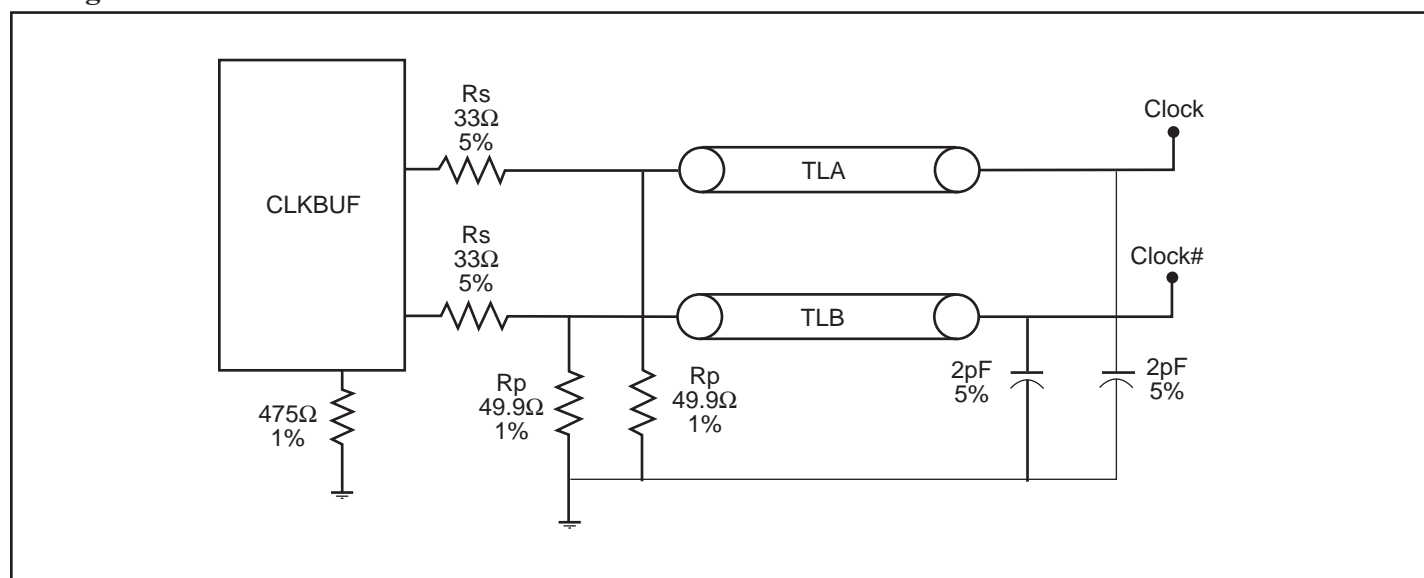 Rs
33Ω
5%
Clock
TLA
CLKBUF
Rs
33Ω
5%
Clock#
TLB
Rp
49.9Ω
1%
Rp
49.9Ω
1%
2pF
5%
2pF
5%
475Ω
1%